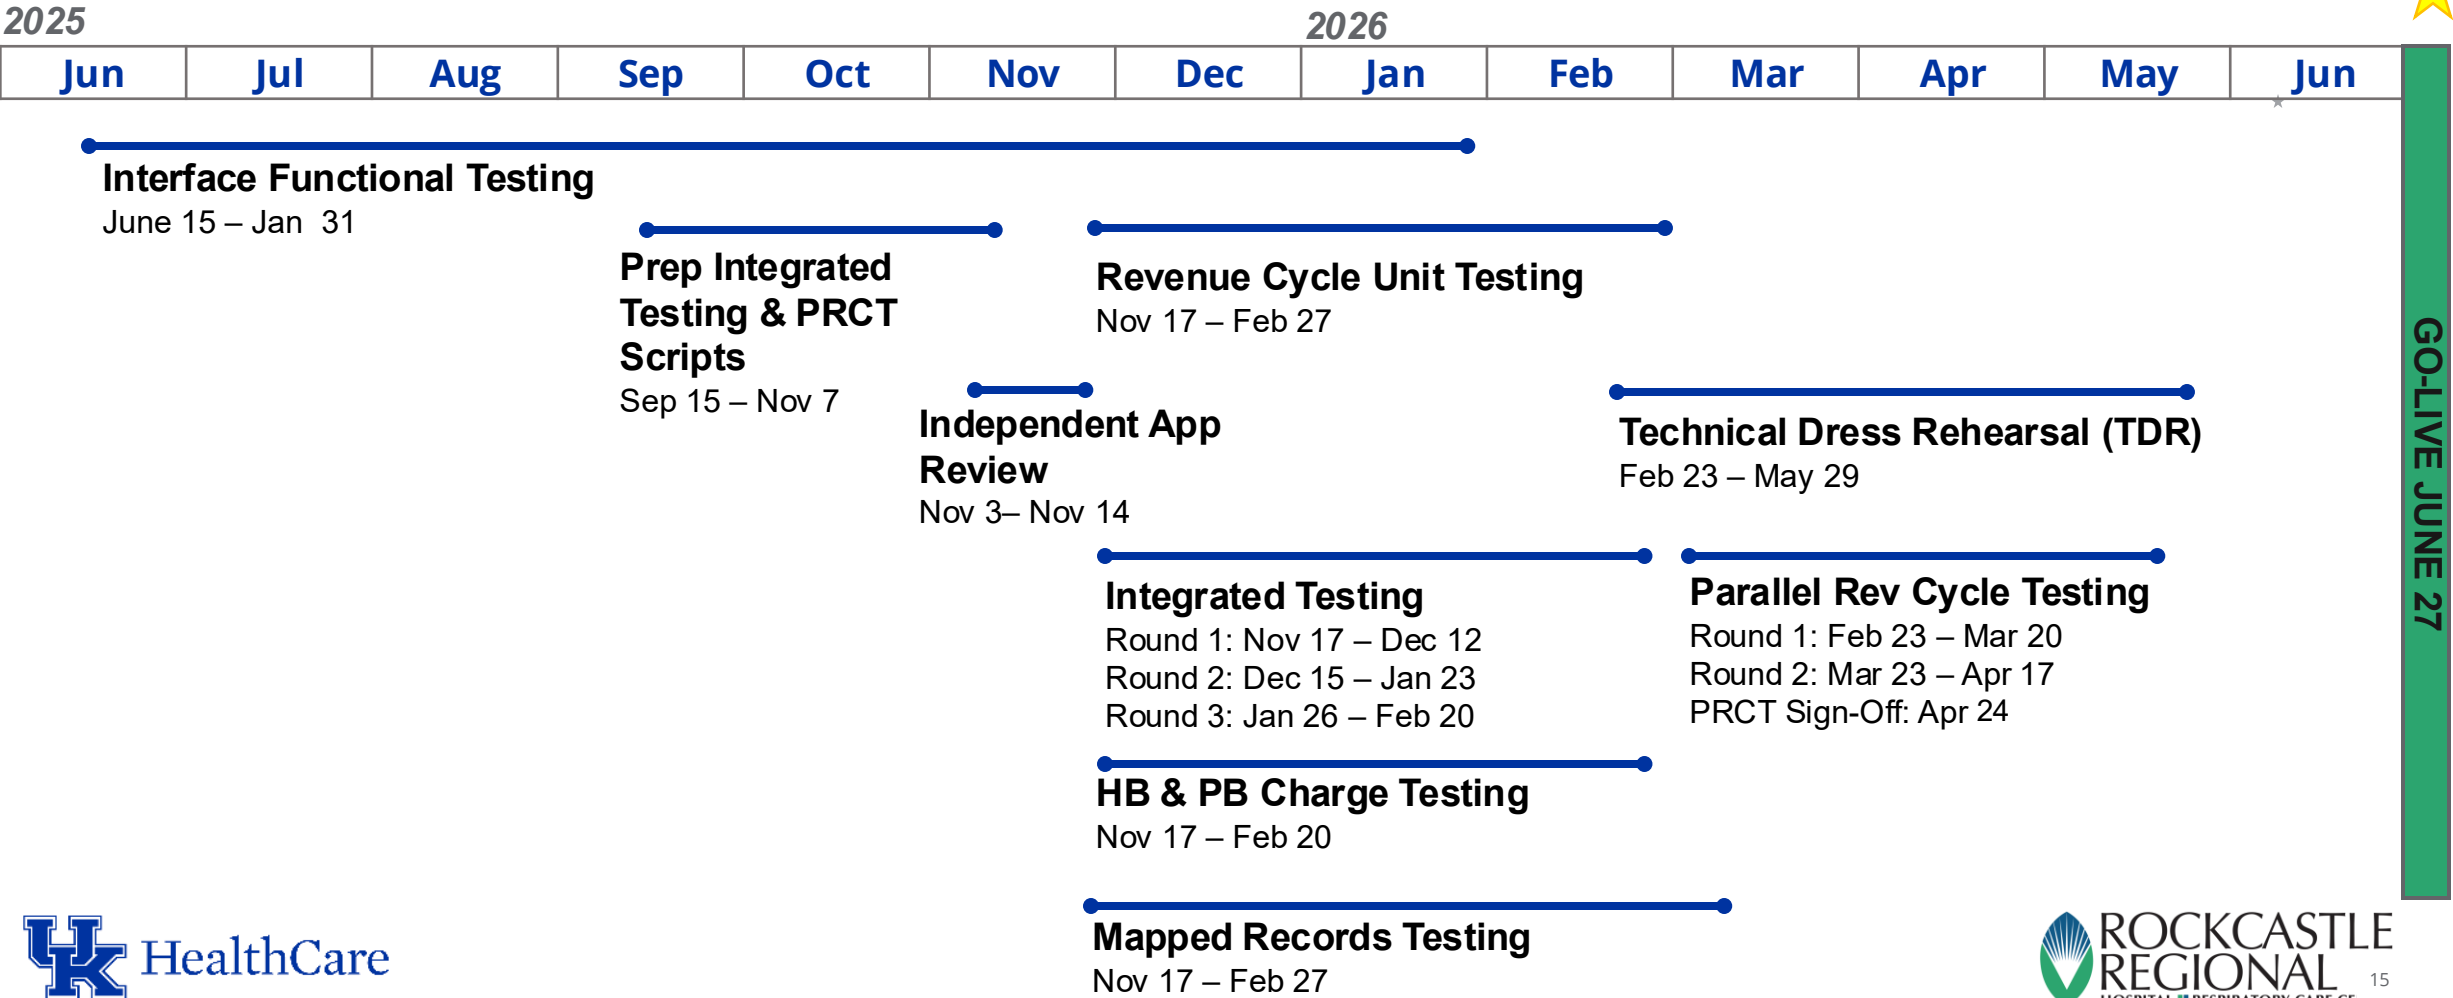 2025
2026
Jun Jul Aug Sep Oct Nov Dec Jan Feb Mar Apr May Jun
Interface Functional Testing
June 15 – Jan  31
Prep Integrated
Testing & PRCT
Scripts
Sep 15 – Nov 7
Revenue Cycle Unit Testing
Nov 17 – Feb 27
Independent App
Review
Nov 3– Nov 14
Technical Dress Rehearsal (TDR)
Feb 23 – May 29
Integrated Testing
Round 1: Nov 17 – Dec 12
Round 2: Dec 15 – Jan 23
Round 3: Jan 26 – Feb 20
Parallel Rev Cycle Testing
Round 1: Feb 23 – Mar 20
Round 2: Mar 23 – Apr 17
PRCT Sign-Off: Apr 24
HB & PB Charge Testing
Nov 17 – Feb 20
Mapped Records Testing
Nov 17 – Feb 27
GO-LIVE JUNE 27
UK HealthCare
ROCKCASTLE
REGIONAL
HOSPITAL RESPIRATORY CARE
15